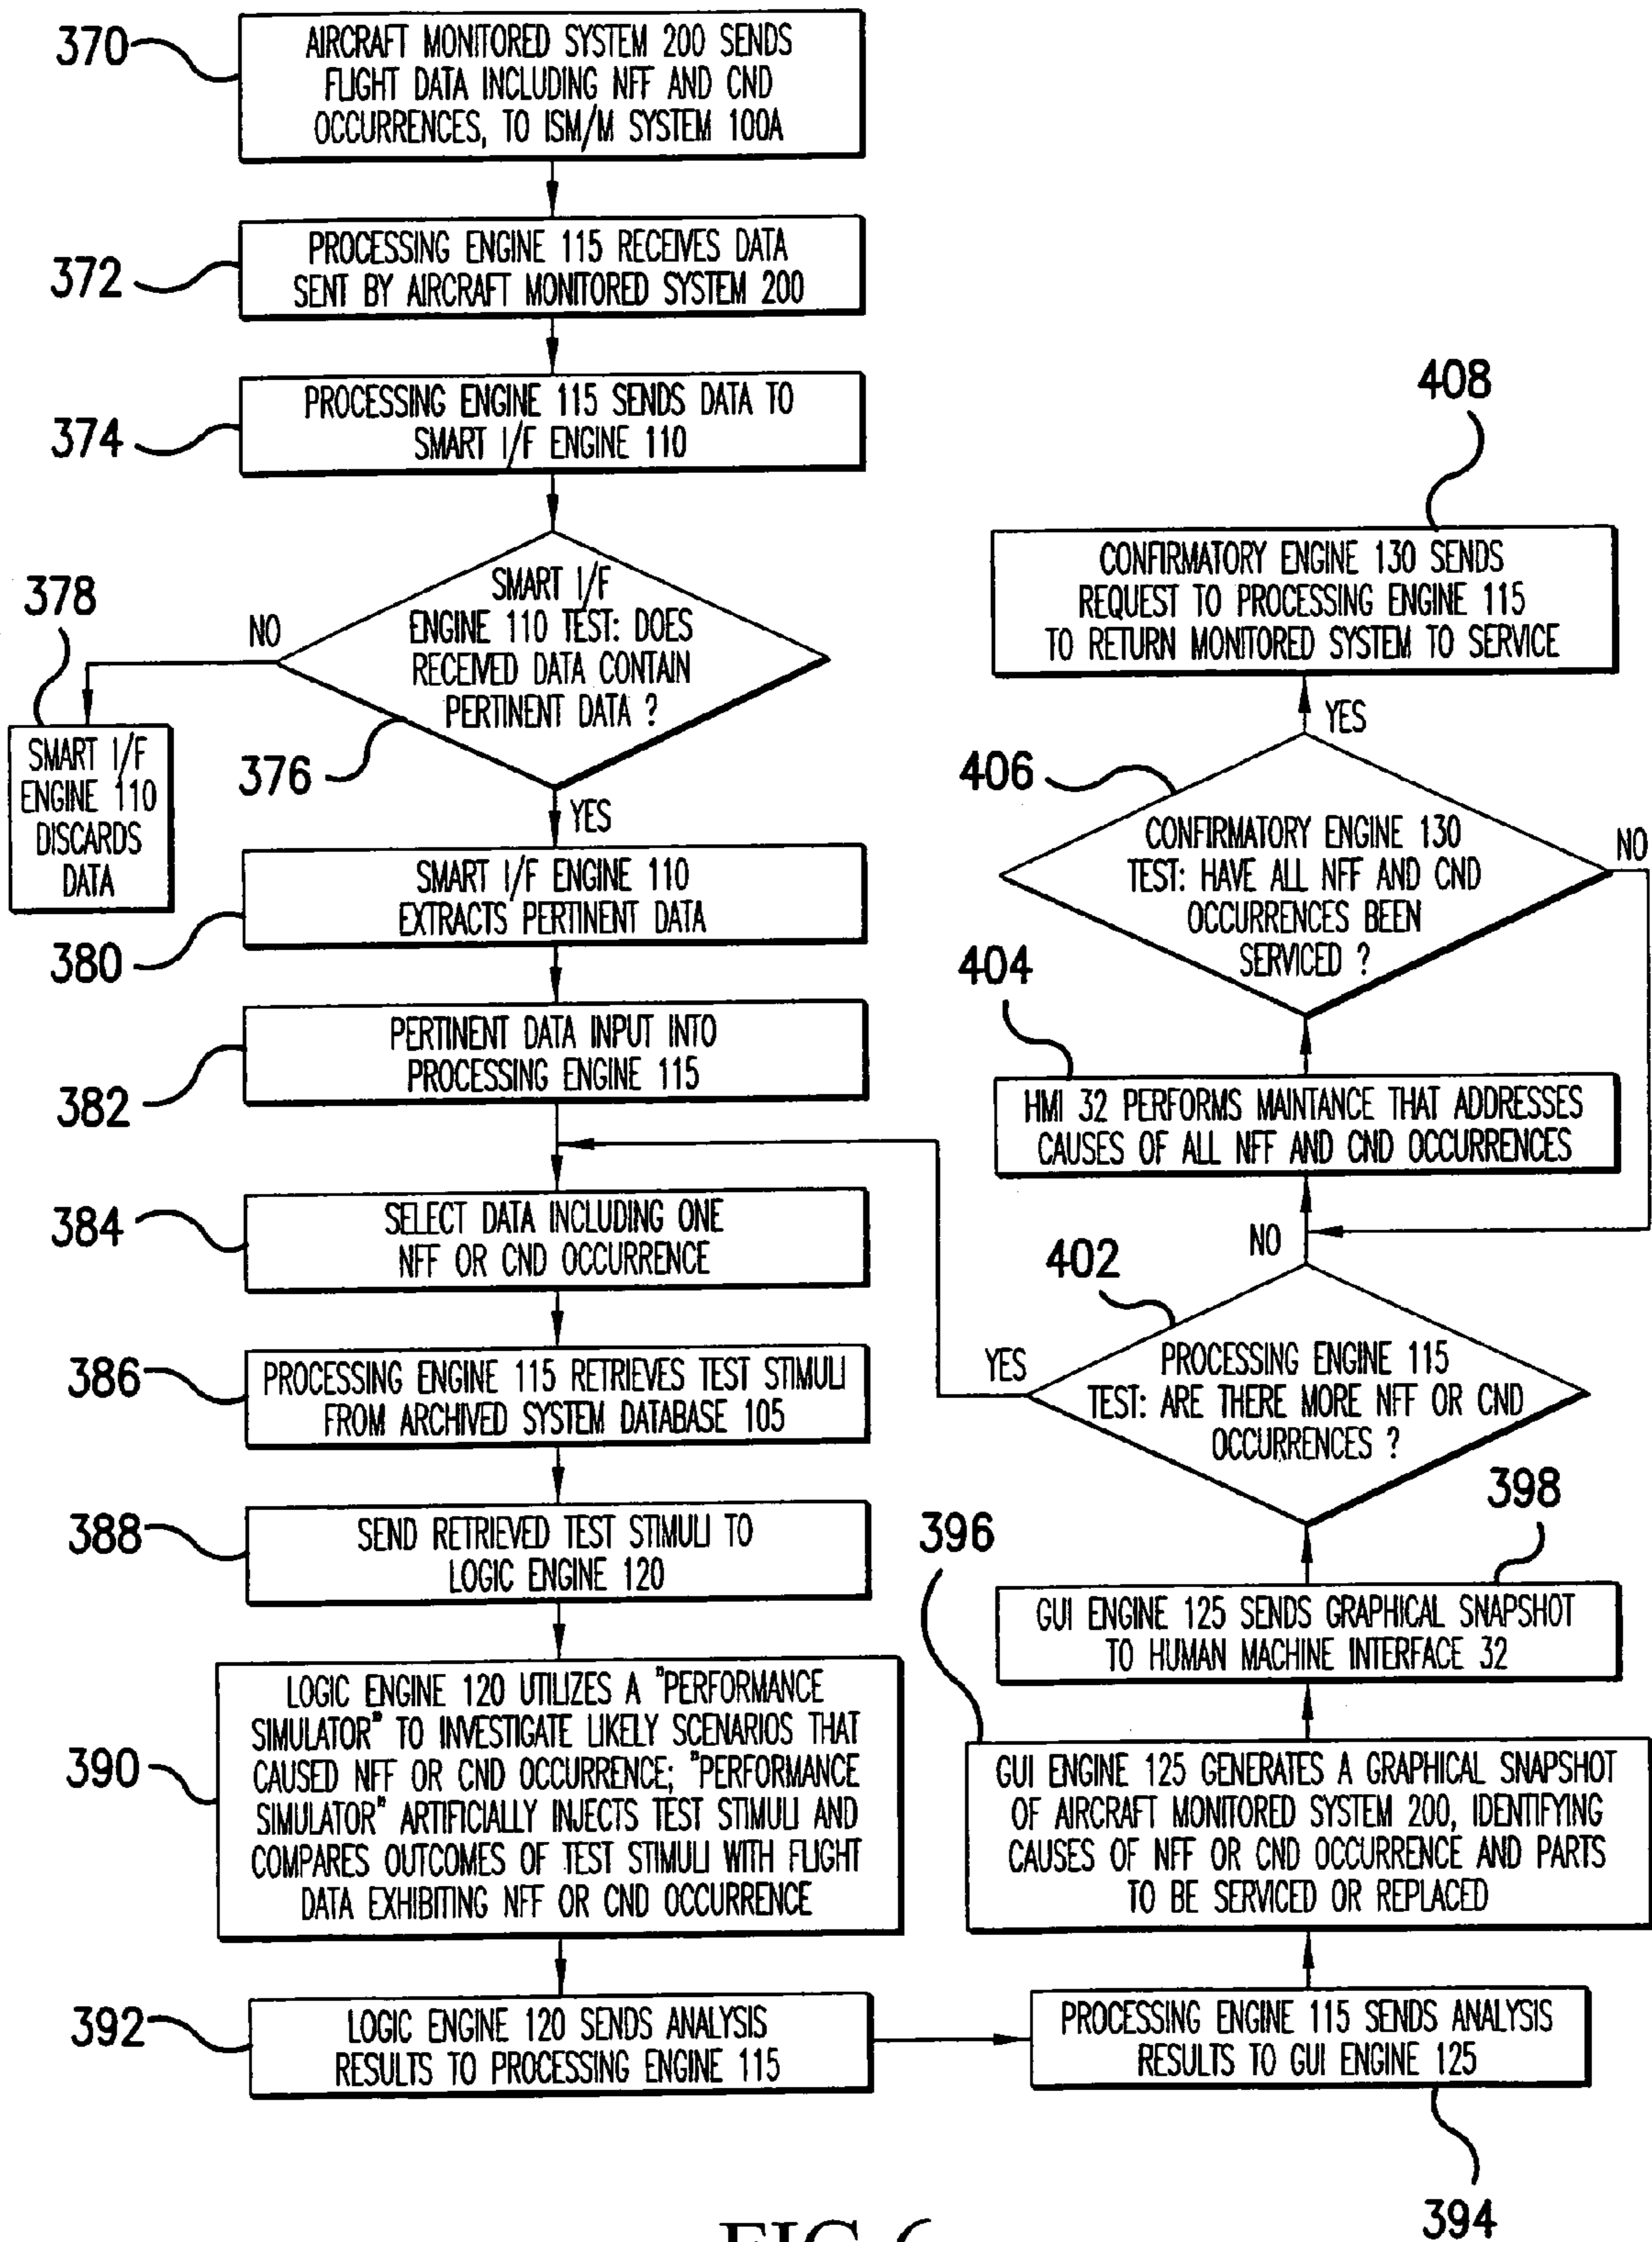 370
AIRCRAFT MONITORED SYSTEM 200 SENDS
FLIGHT DATA INCLUDING NFF AND CND
OCCURRENCES, TO ISM/M SYSTEM 100A
372
PROCESSING ENGINE 115 RECEIVES DATA
SENT BY AIRCRAFT MONITORED SYSTEM 200
374
PROCESSING ENGINE 115 SENDS DATA TO
SMART I/F ENGINE 110
376
SMART I/F
ENGINE 110 TEST: DOES
RECEIVED DATA CONTAIN
PERTINENT DATA ?
NO
378
SMART I/F
ENGINE 110
DISCARDS
DATA
YES
380
SMART I/F ENGINE 110
EXTRACTS PERTINENT DATA
382
PERTINENT DATA INPUT INTO
PROCESSING ENGINE 115
384
SELECT DATA INCLUDING ONE
NFF OR CND OCCURRENCE
386
PROCESSING ENGINE 115 RETRIEVES TEST STIMULI
FROM ARCHIVED SYSTEM DATABASE 105
388
SEND RETRIEVED TEST STIMULI TO
LOGIC ENGINE 120
390
LOGIC ENGINE 120 UTILIZES A "PERFORMANCE
SIMULATOR" TO INVESTIGATE LIKELY SCENARIOS THAT
CAUSED NFF OR CND OCCURRENCE; "PERFORMANCE
SIMULATOR" ARTIFICIALLY INJECTS TEST STIMULI AND
COMPARES OUTCOMES OF TEST STIMULI WITH FLIGHT
DATA EXHIBITING NFF OR CND OCCURRENCE
392
LOGIC ENGINE 120 SENDS ANALYSIS
RESULTS TO PROCESSING ENGINE 115
PROCESSING ENGINE 115 SENDS ANALYSIS
RESULTS TO GUI ENGINE 125
394
396
GUI ENGINE 125 GENERATES A GRAPHICAL SNAPSHOT
OF AIRCRAFT MONITORED SYSTEM 200, IDENTIFYING
CAUSES OF NFF OR CND OCCURRENCE AND PARTS
TO BE SERVICED OR REPLACED
398
GUI ENGINE 125 SENDS GRAPHICAL SNAPSHOT
TO HUMAN MACHINE INTERFACE 32
402
PROCESSING ENGINE 115
TEST: ARE THERE MORE NFF OR CND
OCCURRENCES ?
YES
NO
404
HMI 32 PERFORMS MAINTANCE THAT ADDRESSES
CAUSES OF ALL NFF AND CND OCCURRENCES
406
CONFIRMATORY ENGINE 130
TEST: HAVE ALL NFF AND CND
OCCURRENCES BEEN
SERVICED ?
NO
YES
408
CONFIRMATORY ENGINE 130 SENDS
REQUEST TO PROCESSING ENGINE 115
TO RETURN MONITORED SYSTEM TO SERVICE